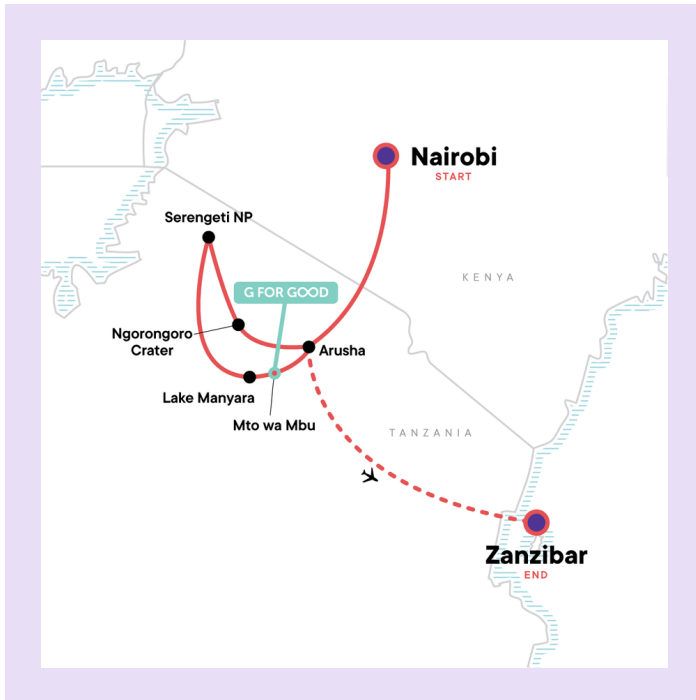 Nairobi
START
Serengeti NP
KENYA
G FOR GOOD
Ngorongoro
Crater
Arusha
Lake Manyara
Mto wa Mbu
TANZANIA
Zanzibar
END